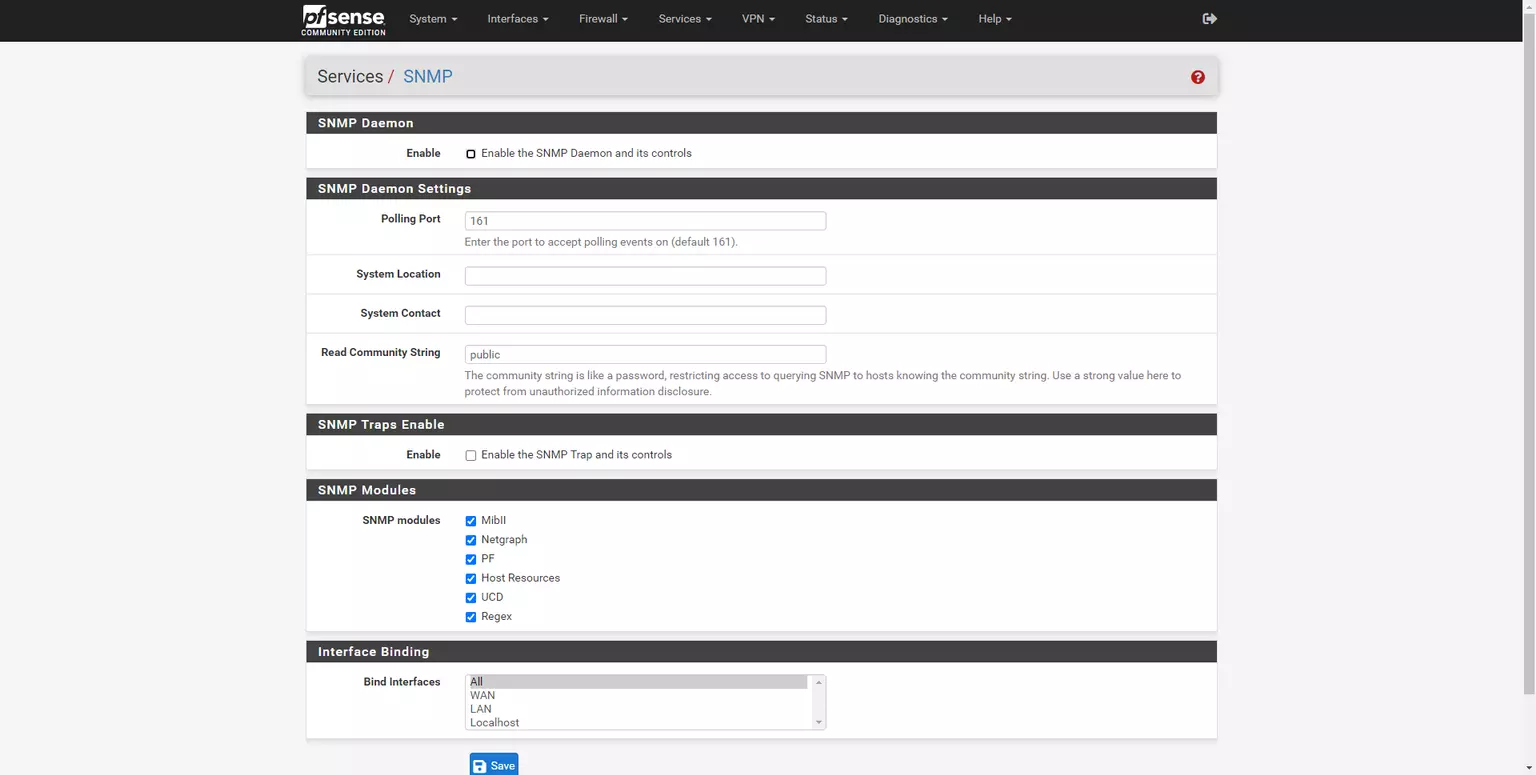 pfsense
COMMUNITY EDITION
System Interfaces Firewall Services VPN Status Diagnostics Help
Services / SNMP
?
SNMP Daemon
Enable Enable the SNMP Daemon and its controls
SNMP Daemon Settings
Polling Port 161
Enter the port to accept polling events on (default 161).
System Location
System Contact
Read Community String public
The community string is like a password, restricting access to querying SNMP to hosts knowing the community string. Use a strong value here to
protect from unauthorized information disclosure.
SNMP Traps Enable
Enable Enable the SNMP Trap and its controls
SNMP Modules
SNMP modules MibII
Netgraph
PF
Host Resources
UCD
Regex
Interface Binding
Bind Interfaces All
WAN
LAN
Localhost
Save